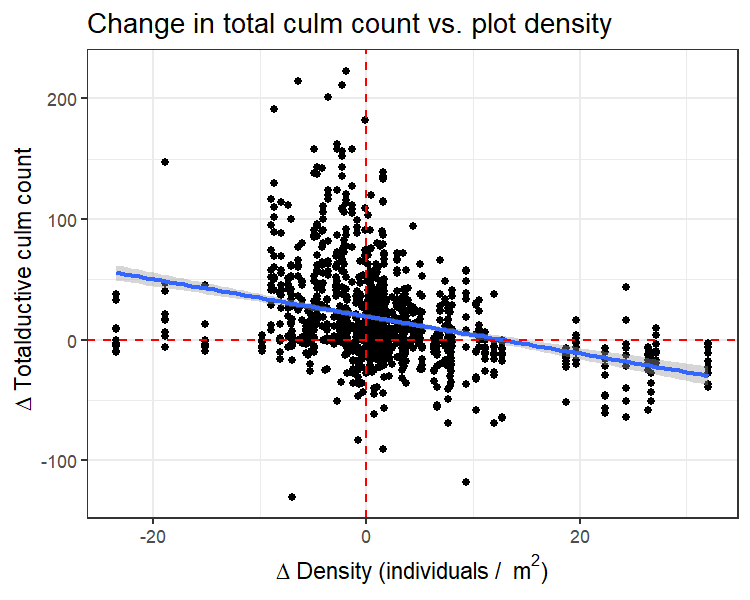 Change in total culm count vs. plot density
Δ Totalductive culm count
200
100
0
-100
-20
0
20
Δ Density (individuals / m²)